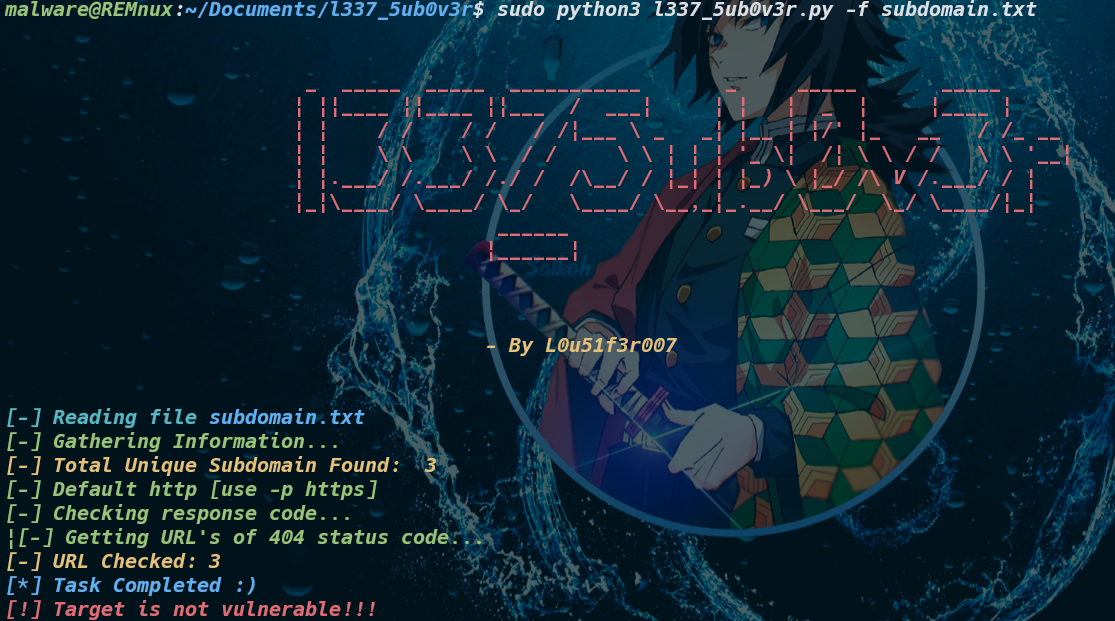 malware@REMnux:~/Documents/l337_5ub0v3r$ sudo python3 l337_5ub0v3r.py -f subdomain.txt
l337_5ub0v3r
Saikou
- By L0u51f3r007
[-] Reading file subdomain.txt
[-] Gathering Information...
[-] Total Unique Subdomain Found:  3
[-] Default http [use -p https]
[-] Checking response code...
¦[-] Getting URL's of 404 status code...
[-] URL Checked: 3
[*] Task Completed :)
[!] Target is not vulnerable!!!